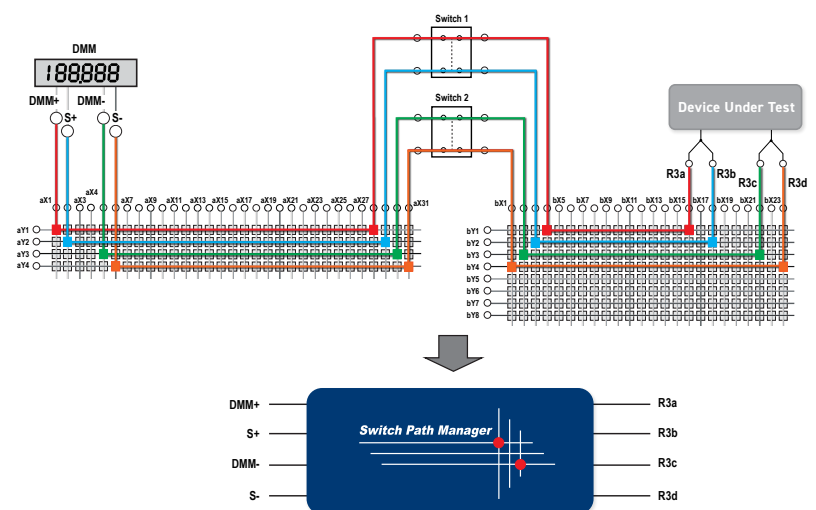 Switch 1
DMM
188.888
DMM+ DMM-
S+ S-
Switch 2
Device Under Test
R3a R3b R3c R3d
aX1 aX3 aX4 aX7 aX9 aX11 aX13 aX15 aX17 aX19 aX21 aX23 aX25 aX27 aX31
bX1 bX5 bX7 bX9 bX11 bX13 bX15 bX17 bX19 bX21 bX23
aY1
aY2
aY3
aY4
bY1
bY2
bY3
bY4
bY5
bY6
bY7
bY8
DMM+ R3a
S+ R3b
Switch Path Manager
DMM- R3c
S- R3d